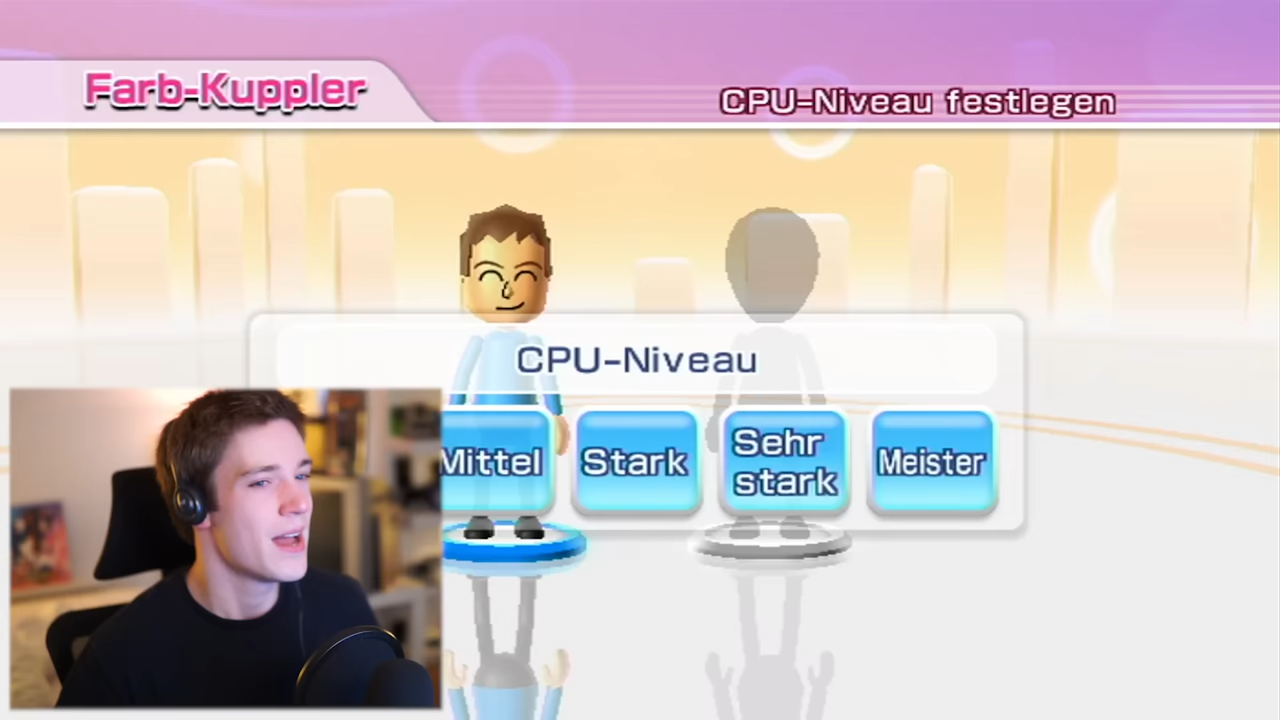 Farb-Kuppler
CPU-Niveau festlegen
CPU-Niveau
Mittel
Stark
Sehr
stark
Meister